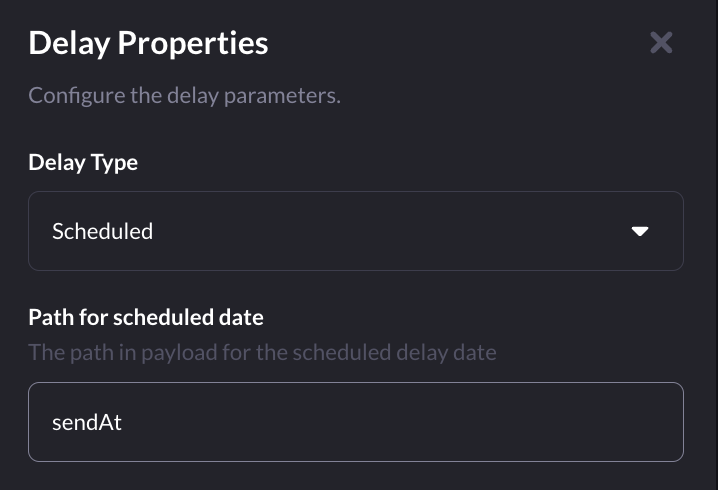 Delay Properties
Configure the delay parameters.
Delay Type
Scheduled
Path for scheduled date
The path in payload for the scheduled delay date
sendAt